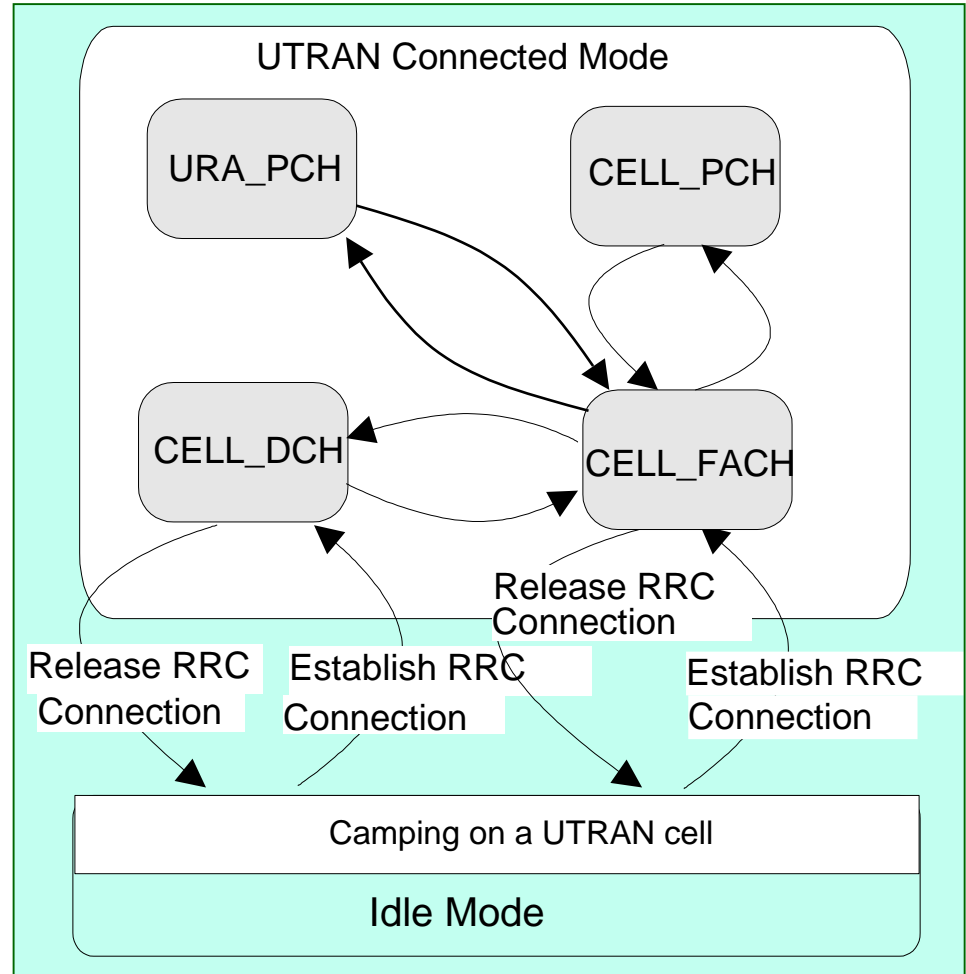 UTRAN Connected Mode
URA_PCH
CELL_PCH
CELL_DCH
CELL_FACH
Release RRC
Connection
Establish RRC
Connection
Release RRC
Connection
Establish RRC
Connection
Camping on a UTRAN cell
Idle Mode